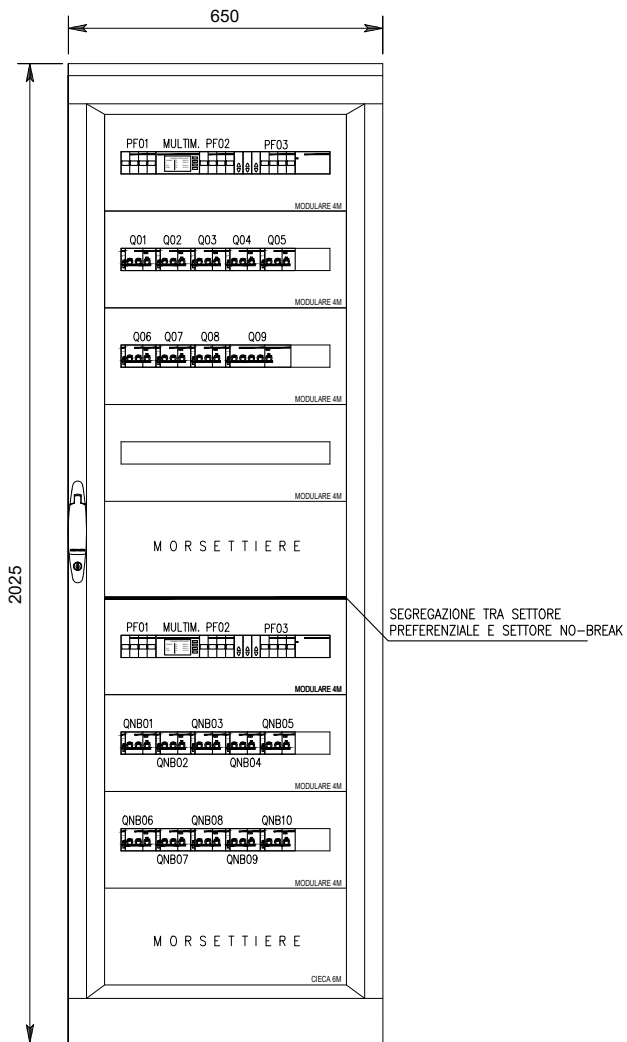 650
PF01 MULTIM. PF02 PF03
MODULARE 4M
Q01 Q02 Q03 Q04 Q05
MODULARE 4M
Q06 Q07 Q08 Q09
MODULARE 4M
MODULARE 4M
MORSETTIERE
2025
SEGREGAZIONE TRA SETTORE
PREFERENZIALE E SETTORE NO-BREAK
PF01 MULTIM. PF02 PF03
MODULARE 4M
QNB01 QNB03 QNB05
QNB02 QNB04
MODULARE 4M
QNB06 QNB08 QNB10
QNB07 QNB09
MODULARE 4M
MORSETTIERE
CIECA 6M